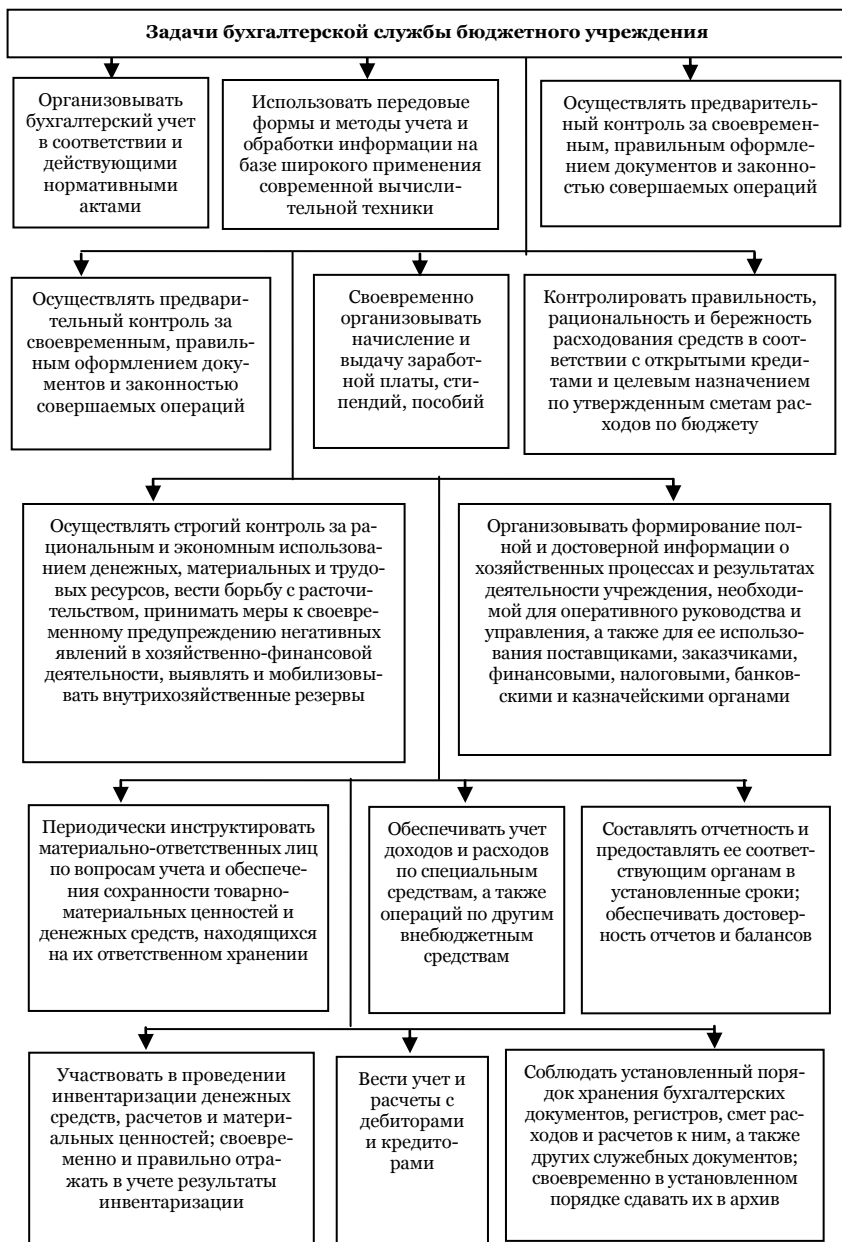 Задачи бухгалтерской службы бюджетного учреждения
Организовывать
бухгалтерский учет
в соответствии и
действующими
нормативными
актами
Использовать передовые
формы и методы учета и
обработки информации на
базе широкого применения
современной вычисли-
тельной техники
Осуществлять предваритель-
ный контроль за своевремен-
ным, правильным оформле-
нием документов и законно-
стью совершаемых операций
Осуществлять предвари-
тельный контроль за
своевременным, правиль-
ным оформлением доку-
ментов и законностью
совершаемых операций
Своевременно
организовывать
начисление и
выдачу заработ-
ной платы, сти-
пендий, пособий
Контролировать правильность,
рациональность и бережность
расходования средств в соот-
ветствии с открытыми креди-
тами и целевым назначением
по утвержденным сметам рас-
ходов по бюджету
Осуществлять строгий контроль за ра-
циональным и экономным использова-
нием денежных, материальных и трудо-
вых ресурсов, вести борьбу с расточи-
тельством, принимать меры к своевре-
менному предупреждению негативных
явлений в хозяйственно-финансовой
деятельности, выявлять и мобилизовы-
вать внутрихозяйственные резервы
Организовывать формирование пол-
ной и достоверной информации о
хозяйственных процессах и результатах
деятельности учреждения, необходи-
мой для оперативного руководства и
управления, а также для ее использо-
вания поставщиками, заказчиками,
финансовыми, налоговыми, банков-
скими и казначейскими органами
Периодически инструктировать
материально-ответственных лиц
по вопросам учета и обеспече-
ния сохранности товарно-
материальных ценностей и
денежных средств, находящихся
на их ответственном хранении
Обеспечивать учет
доходов и расходов
по специальным
средствам, а также
операций по другим
внебюджетным
средствам
Составлять отчетность и
предоставлять ее соответ-
ствующим органам в
установленные сроки;
обеспечивать достовер-
ность отчетов и балансов
Участвовать в проведении
инвентаризации денежных
средств, расчетов и матери-
альных ценностей; своевре-
менно и правильно отра-
жать в учете результаты
инвентаризации
Вести учет и
расчеты с
дебиторами
и кредито-
рами
Соблюдать установленный поря-
док хранения бухгалтерских
документов, регистров, смет рас-
ходов и расчетов к ним, а также
других служебных документов;
своевременно в установленном
порядке сдавать их в архив